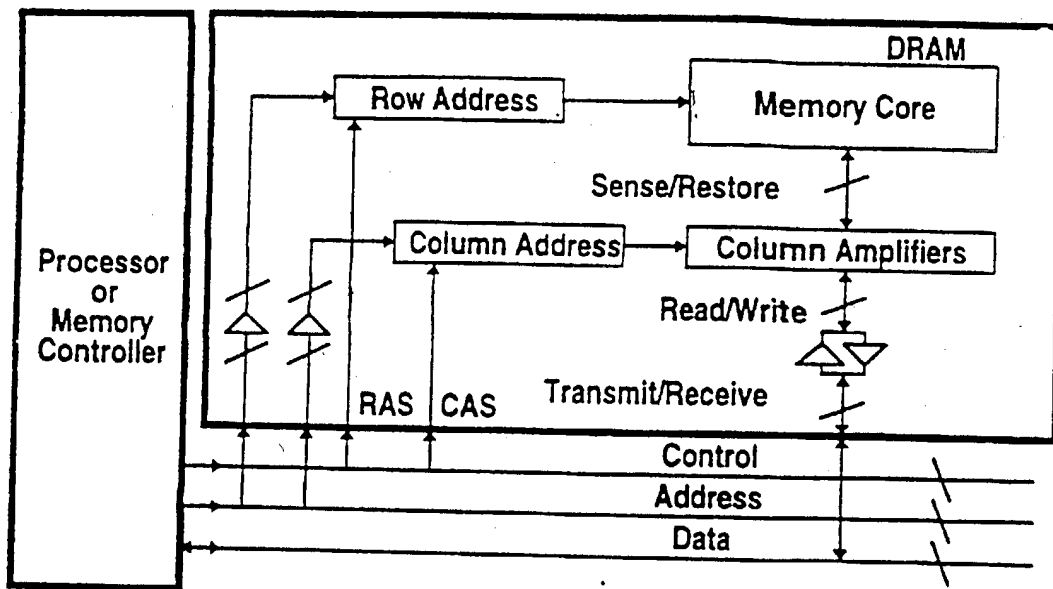 DRAM
Row Address
Memory Core
Sense/Restore
Column Address
Column Amplifiers
Processor
or
Memory
Controller
Read/Write
Transmit/Receive
RAS
CAS
Control
Address
Data